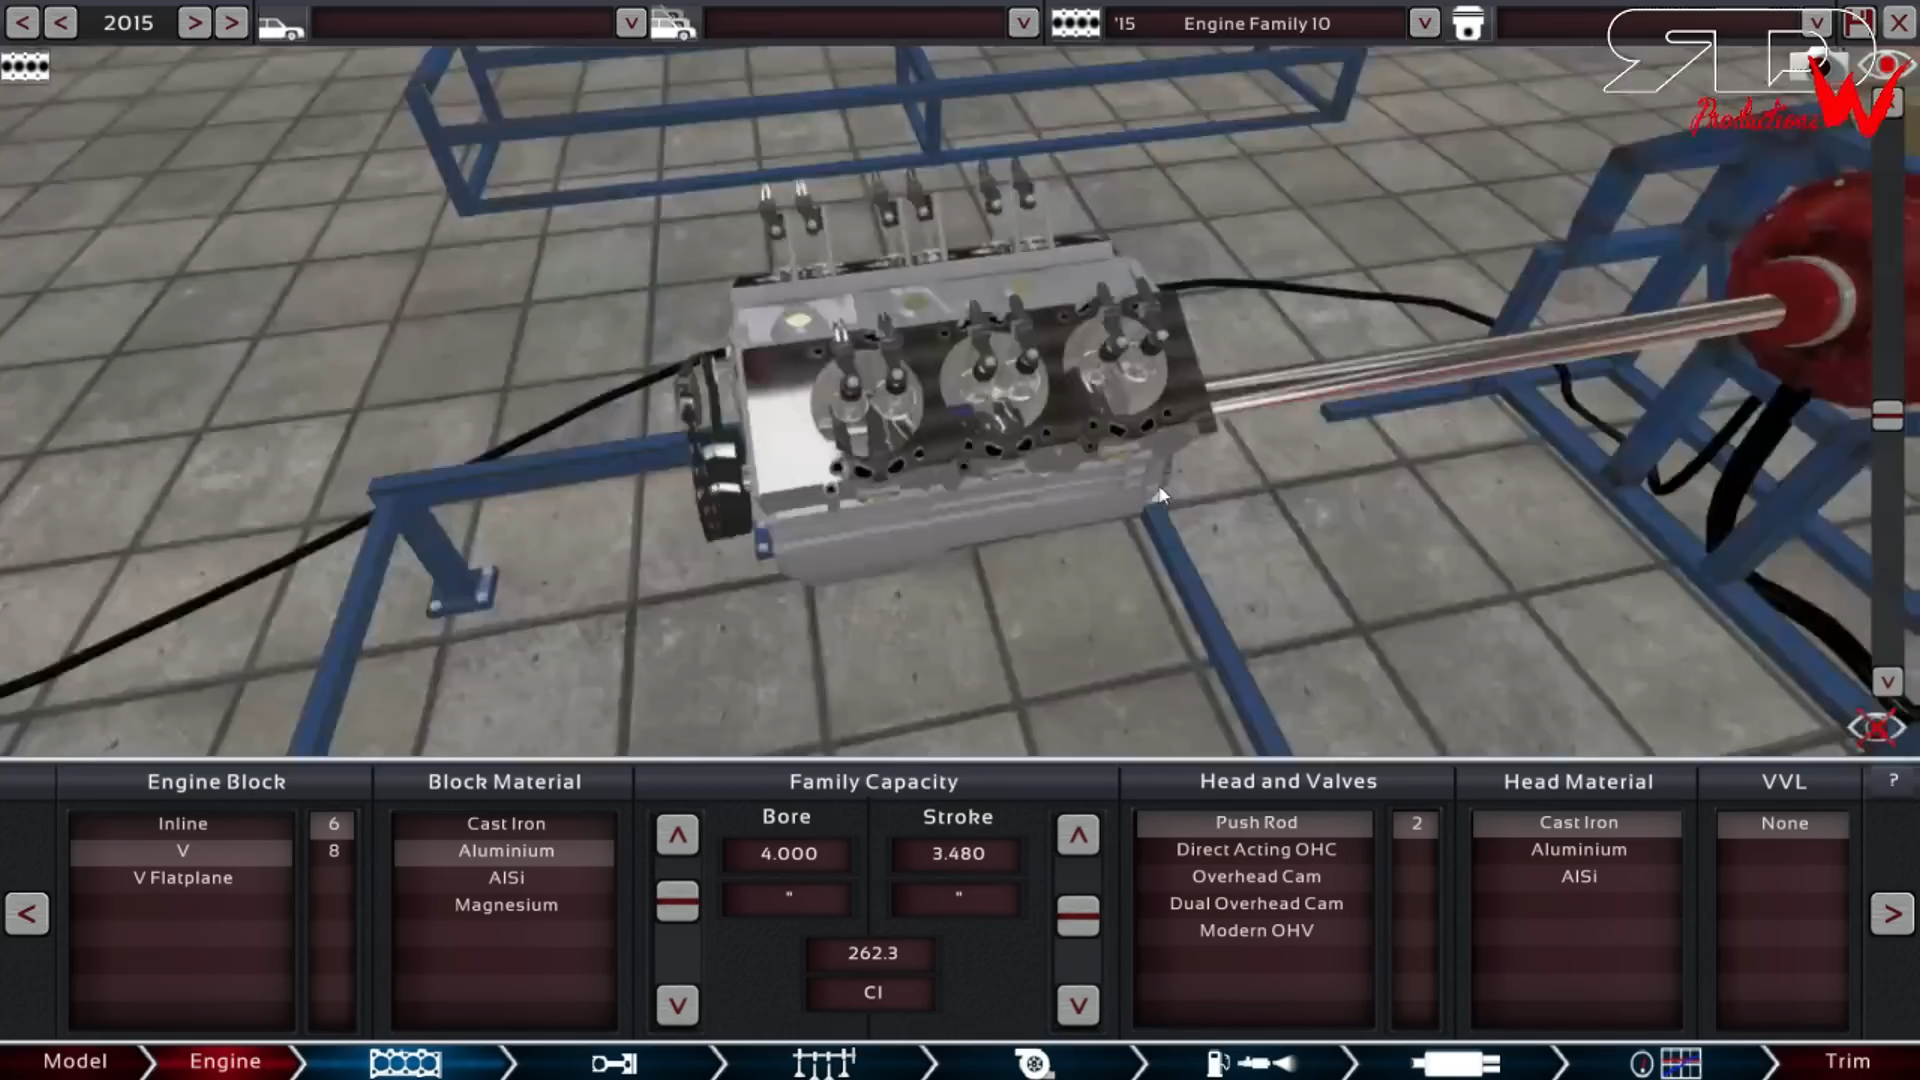 2015
'15 Engine Family 10
Productions W
Engine Block
Block Material
Family Capacity
Head and Valves
Head Material
VVL
?
Inline
V
V Flatplane
6
8
Cast Iron
Aluminium
AlSi
Magnesium
Bore
Stroke
4.000
3.480
"
"
262.3
CI
Push Rod
Direct Acting OHC
Overhead Cam
Dual Overhead Cam
Modern OHV
2
Cast Iron
Aluminium
AlSi
None
Model
Engine
Trim